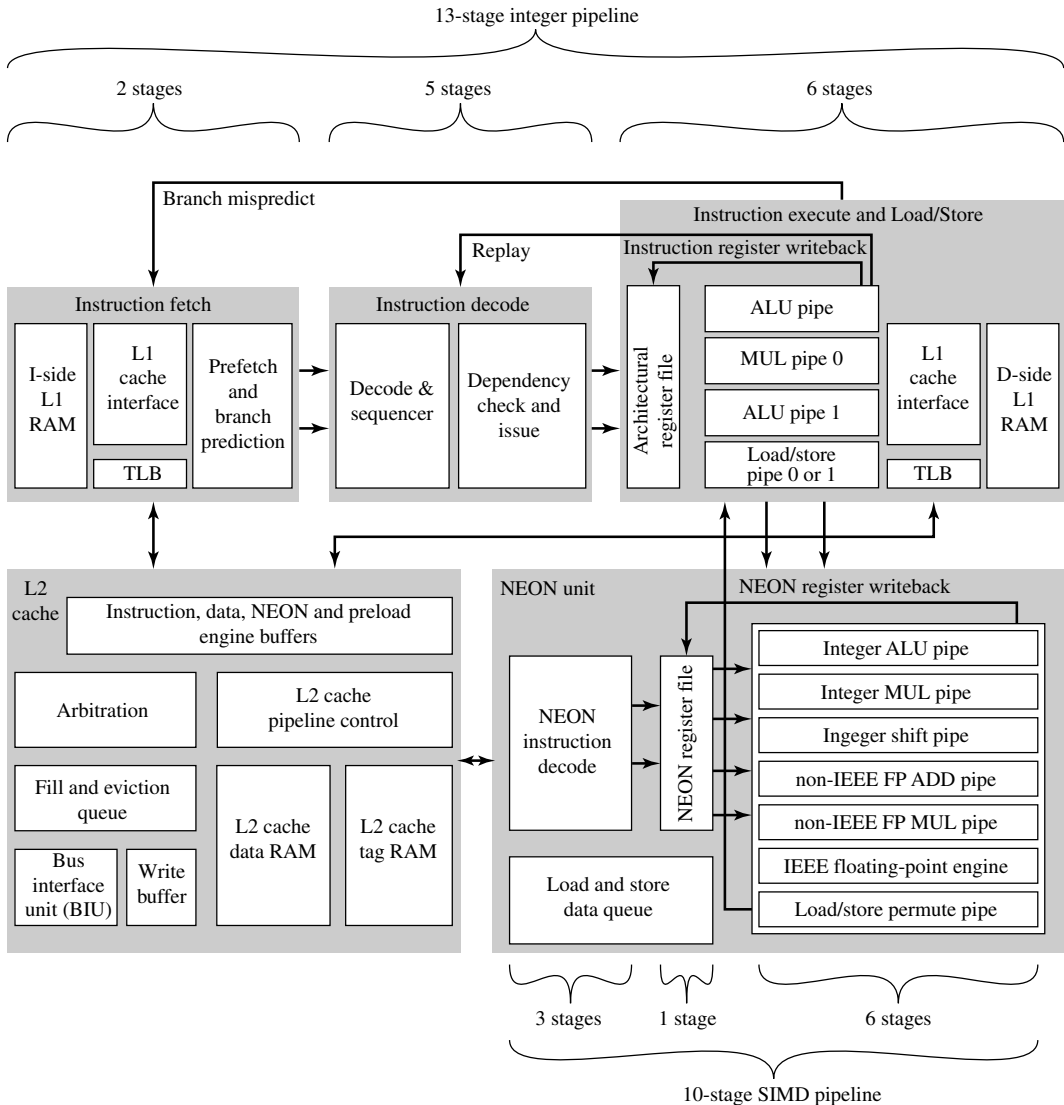 13-stage integer pipeline
2 stages
5 stages
6 stages
Branch mispredict
Instruction execute and Load/Store
Replay
Instruction register writeback
Instruction fetch
I-side
L1
RAM
L1
cache
interface
TLB
Prefetch
and
branch
prediction
Instruction decode
Decode &
sequencer
Dependency
check and
issue
Architectural
register file
ALU pipe
MUL pipe 0
ALU pipe 1
Load/store
pipe 0 or 1
L1
cache
interface
TLB
D-side
L1
RAM
L2
cache
Instruction, data, NEON and preload
engine buffers
Arbitration
L2 cache
pipeline control
Fill and eviction
queue
L2 cache
data RAM
L2 cache
tag RAM
Bus
interface
unit (BIU)
Write
buffer
NEON unit
NEON register writeback
NEON
instruction
decode
NEON register file
Load and store
data queue
Integer ALU pipe
Integer MUL pipe
Ingeger shift pipe
non-IEEE FP ADD pipe
non-IEEE FP MUL pipe
IEEE floating-point engine
Load/store permute pipe
3 stages
1 stage
6 stages
10-stage SIMD pipeline